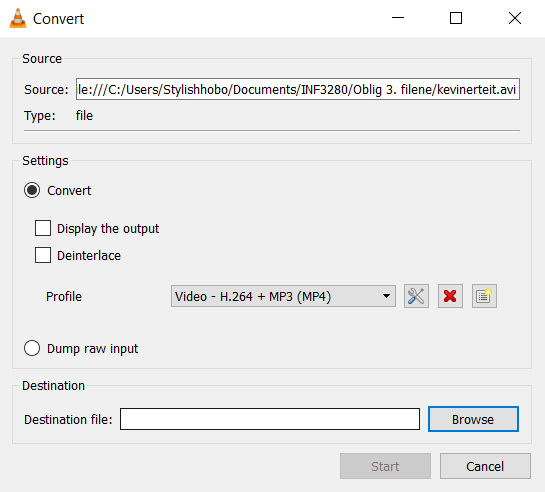 Convert
Source
Source: le:///C:/Users/Stylishhobo/Documents/INF3280/Oblig 3. filene/kevinerteit.avi
Type: file
Settings
Convert
Display the output
Deinterlace
Profile Video - H.264 + MP3 (MP4)
Dump raw input
Destination
Destination file: Browse
Start Cancel